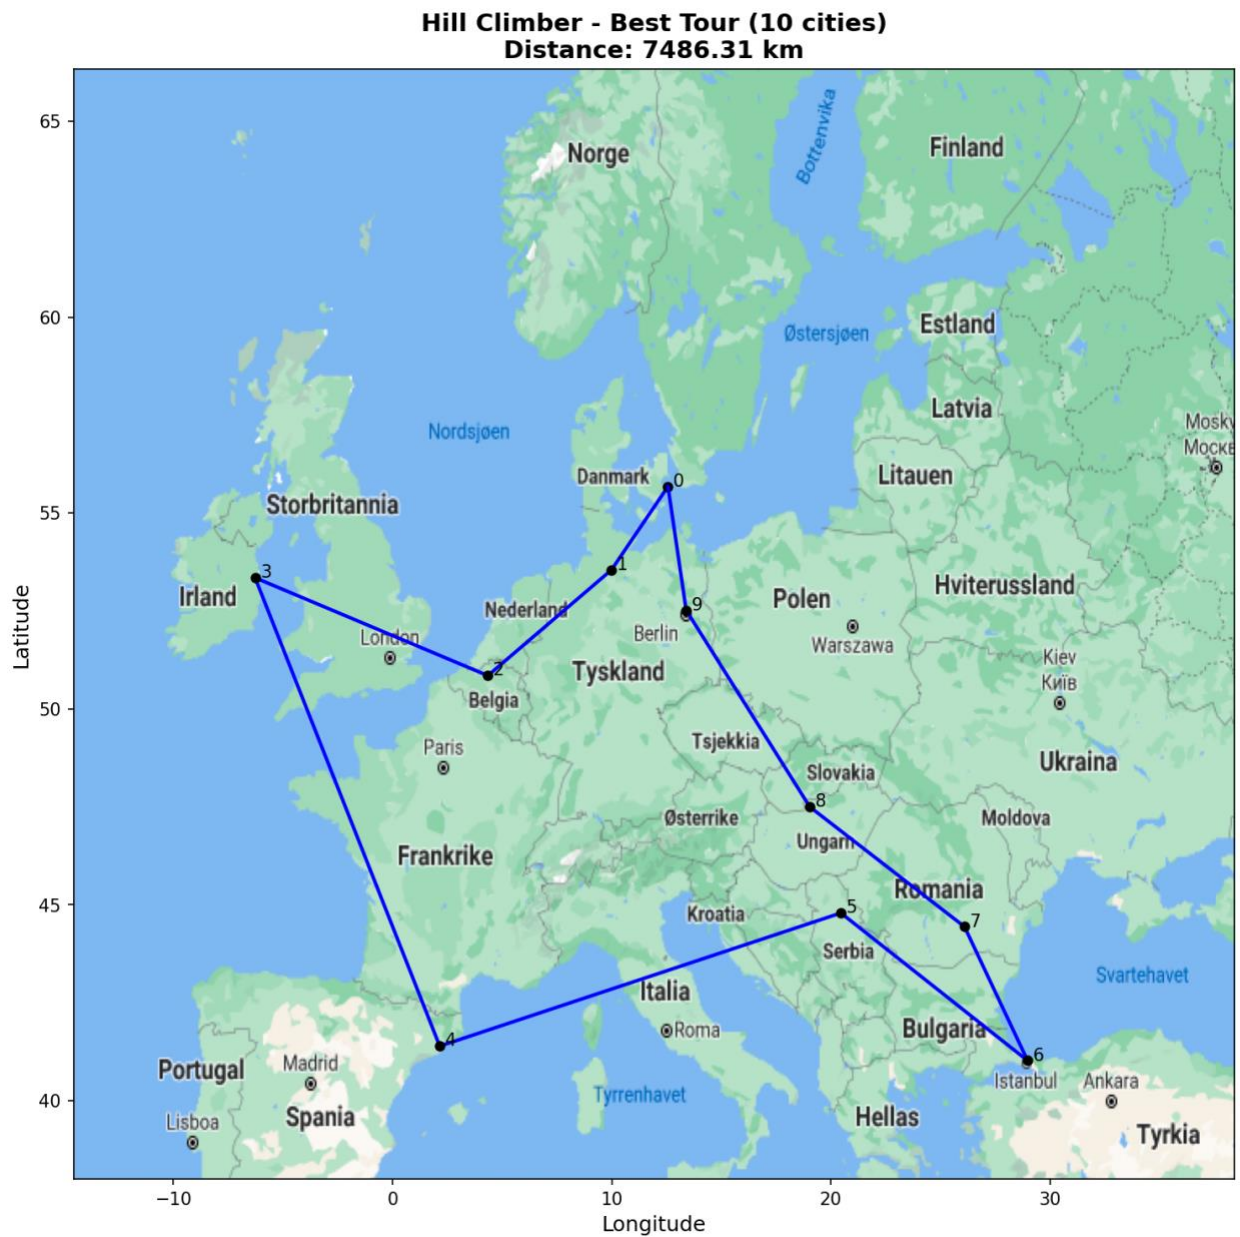 Hill Climber - Best Tour (10 cities)
Distance: 7486.31 km
65
60
55
50
45
40
Latitude
−10
0
10
20
30
Longitude
Norge
Bottenvika
Finland
Østersjøen
Estland
Latvia
Nordsjøen
Moskv
Москв
Danmark
0
Litauen
Storbritannia
1
3
Irland
Nederland
9
Polen
Hviterussland
London
Berlin
Warszawa
2
Tyskland
Kiev
Київ
Belgia
Paris
Tsjekkia
Slovakia
Ukraina
8
Østerrike
Moldova
Ungarn
Frankrike
Romania
5
7
Kroatia
Serbia
Svartehavet
Italia
4
Roma
Bulgaria
6
Portugal
Madrid
Istanbul
Ankara
Tyrrenhavet
Lisboa
Spania
Hellas
Tyrkia